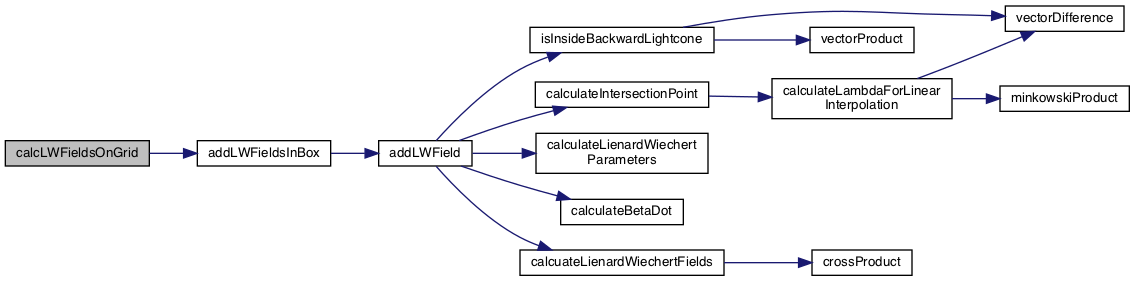 calcLWFieldsOnGrid
addLWFieldsInBox
addLWField
isInsideBackwardLightcone
vectorDifference
vectorProduct
calculateIntersectionPoint
calculateLambdaForLinear
Interpolation
minkowskiProduct
calculateLienardWiechert
Parameters
calculateBetaDot
calcuateLienardWiechertFields
crossProduct